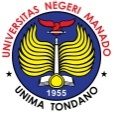 UNIVERSITAS NEGERI MANADO
1955
UNIMA TONDANO